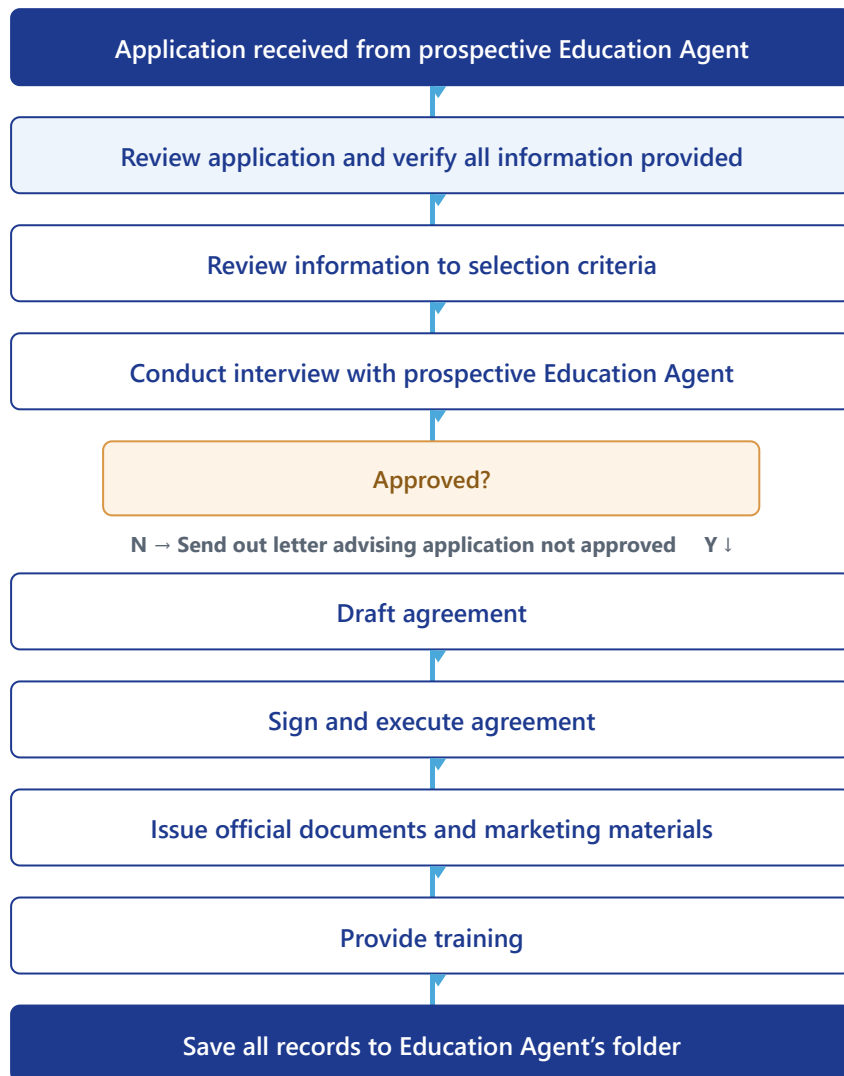 Application received from prospective Education Agent
Review application and verify all information provided
Review information to selection criteria
Conduct interview with prospective Education Agent
Approved?
N → Send out letter advising application not approved Y ↓
Draft agreement
Sign and execute agreement
Issue official documents and marketing materials
Provide training
Save all records to Education Agent’s folder